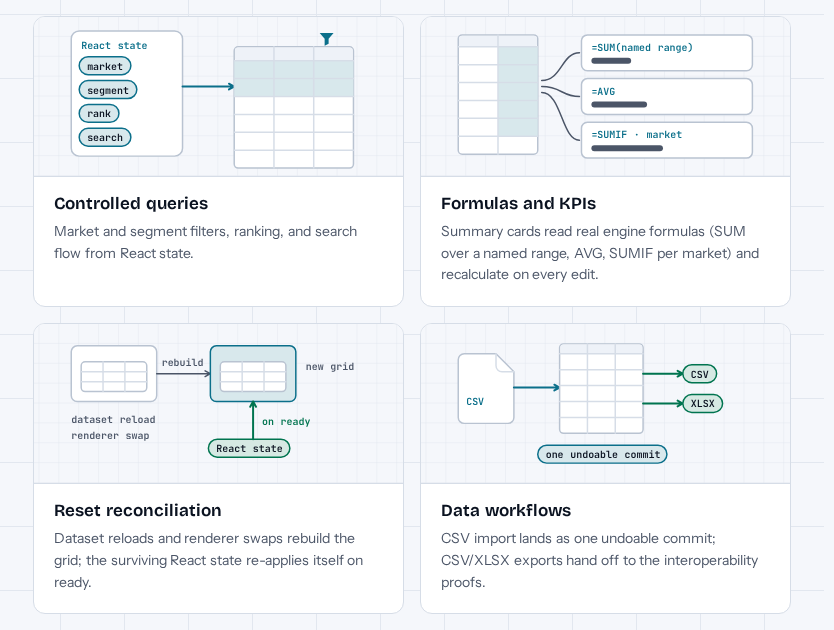 React state
market
segment
rank
search
Controlled queries
Market and segment filters, ranking, and search
flow from React state.
=SUM(named range)
=AVG
=SUMIF · market
Formulas and KPIs
Summary cards read real engine formulas (SUM
over a named range, AVG, SUMIF per market) and
recalculate on every edit.
rebuild
new grid
dataset reload
renderer swap
on ready
React state
Reset reconciliation
Dataset reloads and renderer swaps rebuild the
grid; the surviving React state re-applies itself on
ready.
CSV
CSV
XLSX
one undoable commit
Data workflows
CSV import lands as one undoable commit;
CSV/XLSX exports hand off to the interoperability
proofs.